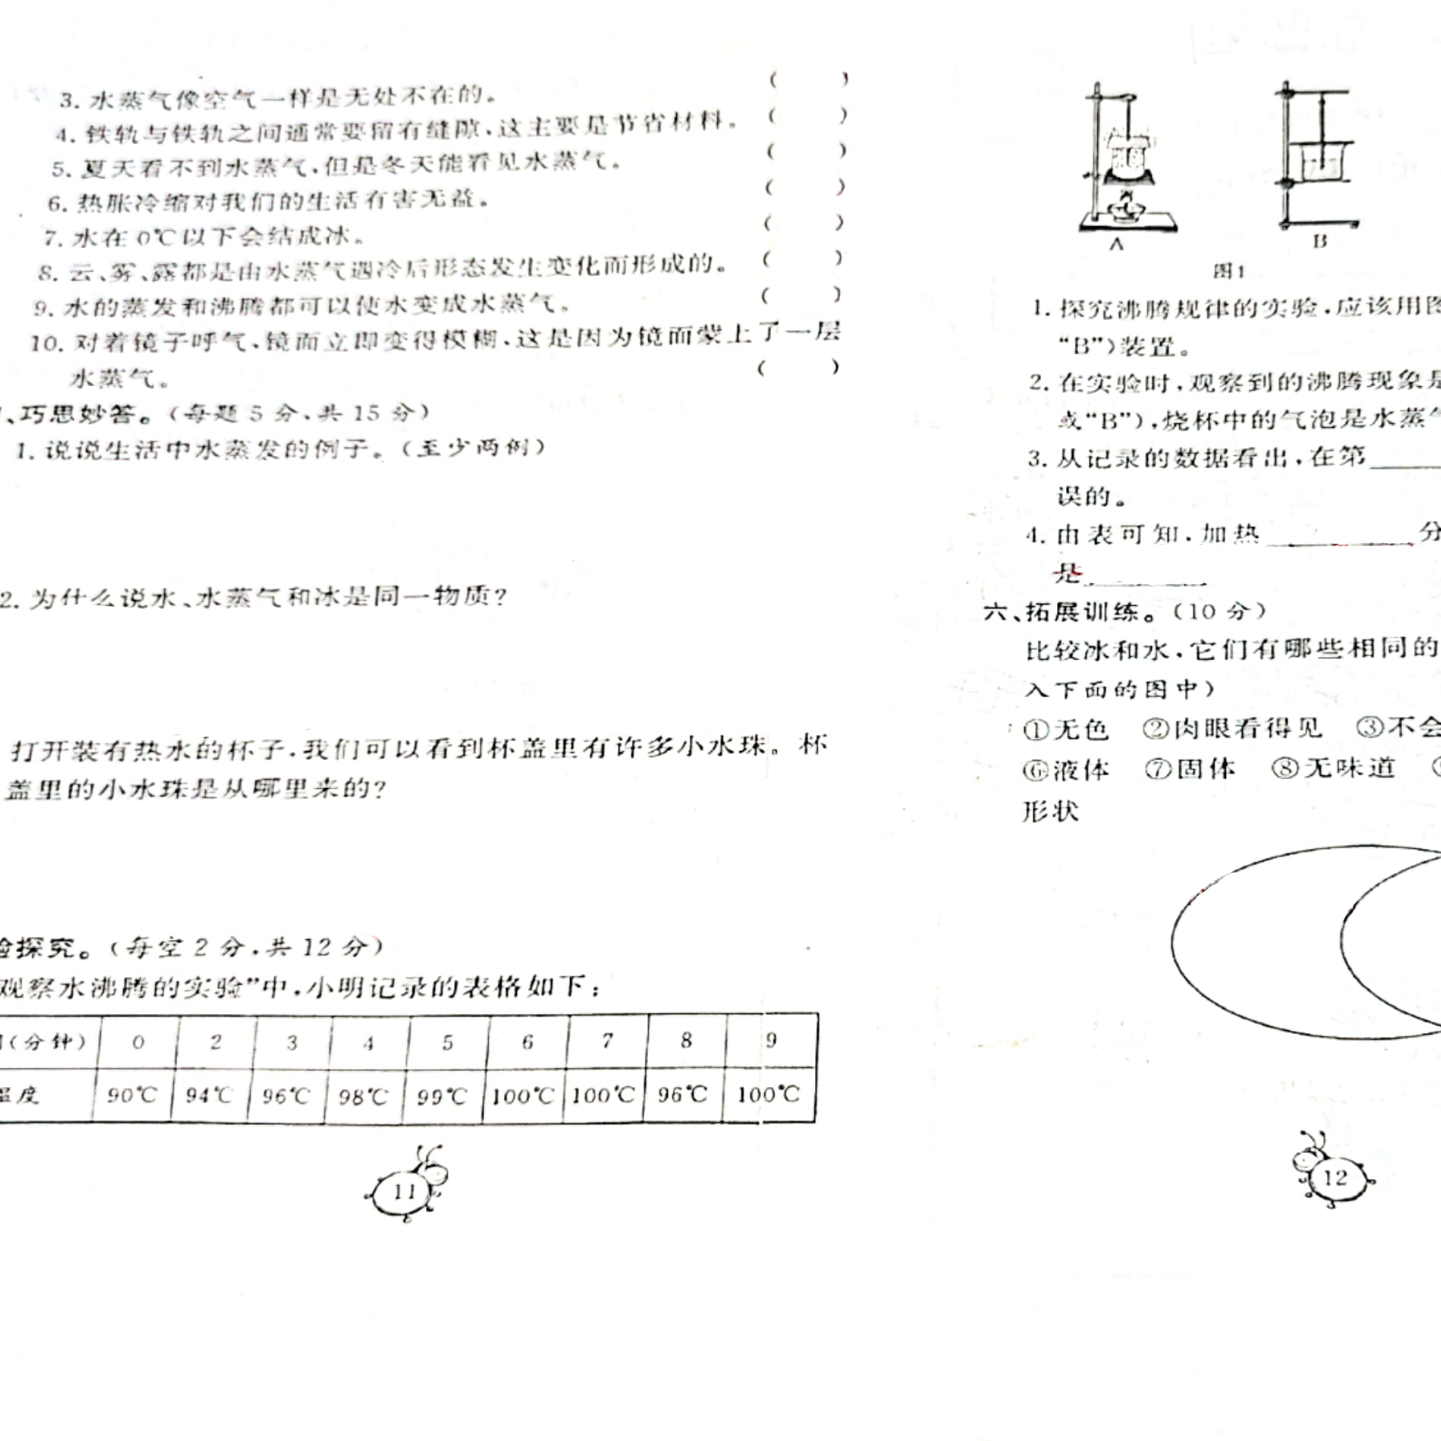 3. 水蒸气像空气一样是无处不在的。 ( )
4. 铁轨与铁轨之间通常要留有缝隙,这主要是节省材料。 ( )
5. 夏天看不到水蒸气,但是冬天能看见水蒸气。 ( )
6. 热胀冷缩对我们的生活有害无益。 ( )
7. 水在 0℃以下会结成冰。 ( )
8. 云、雾、露都是由水蒸气遇冷后形态发生变化而形成的。 ( )
9. 水的蒸发和沸腾都可以使水变成水蒸气。 ( )
10. 对着镜子呼气,镜面立即变得模糊,这是因为镜面蒙上了一层
水蒸气。 ( )
、巧思妙答。(每题 5 分,共 15 分)
1. 说说生活中水蒸发的例子。(至少两例)
2. 为什么说水、水蒸气和冰是同一物质?
打开装有热水的杯子,我们可以看到杯盖里有许多小水珠。杯
盖里的小水珠是从哪里来的?
验探究。(每空 2 分,共 12 分)
观察水沸腾的实验”中,小明记录的表格如下:
(分钟) 0 2 3 4 5 6 7 8 9
温度 90℃ 94℃ 96℃ 98℃ 99℃ 100℃ 100℃ 96℃ 100℃
11
A B
图1
1. 探究沸腾规律的实验,应该用图
“B”)装置。
2. 在实验时,观察到的沸腾现象是
或“B”),烧杯中的气泡是水蒸气
3. 从记录的数据看出,在第____
误的。
4. 由表可知,加热________分
是________
六、拓展训练。(10 分)
比较冰和水,它们有哪些相同的
入下面的图中)
①无色 ②肉眼看得见 ③不会
⑥液体 ⑦固体 ⑧无味道
形状
12